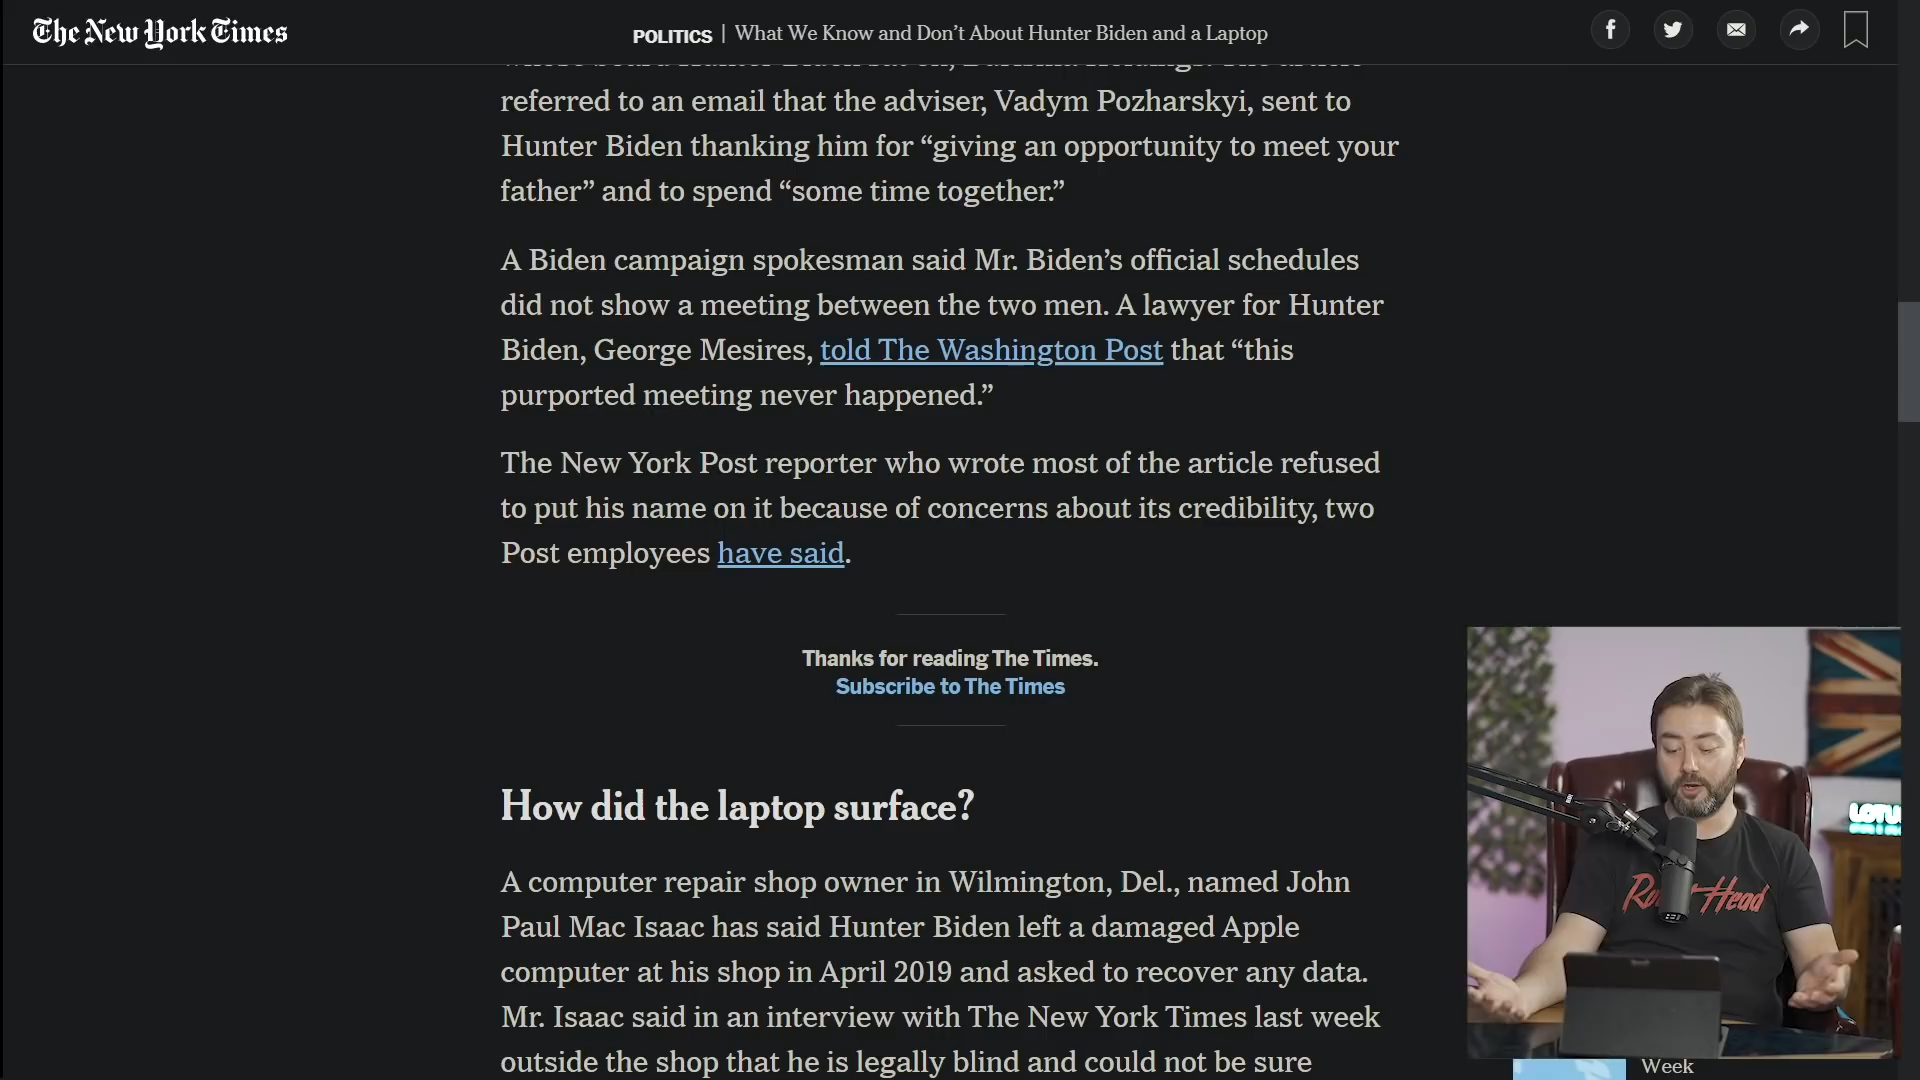 The New York Times
POLITICS | What We Know and Don’t About Hunter Biden and a Laptop
referred to an email that the adviser, Vadym Pozharskyi, sent to
Hunter Biden thanking him for “giving an opportunity to meet your
father” and to spend “some time together.”
A Biden campaign spokesman said Mr. Biden’s official schedules
did not show a meeting between the two men. A lawyer for Hunter
Biden, George Mesires, told The Washington Post that “this
purported meeting never happened.”
The New York Post reporter who wrote most of the article refused
to put his name on it because of concerns about its credibility, two
Post employees have said.
Thanks for reading The Times.
Subscribe to The Times
How did the laptop surface?
A computer repair shop owner in Wilmington, Del., named John
Paul Mac Isaac has said Hunter Biden left a damaged Apple
computer at his shop in April 2019 and asked to recover any data.
Mr. Isaac said in an interview with The New York Times last week
outside the shop that he is legally blind and could not be sure
Head
Week